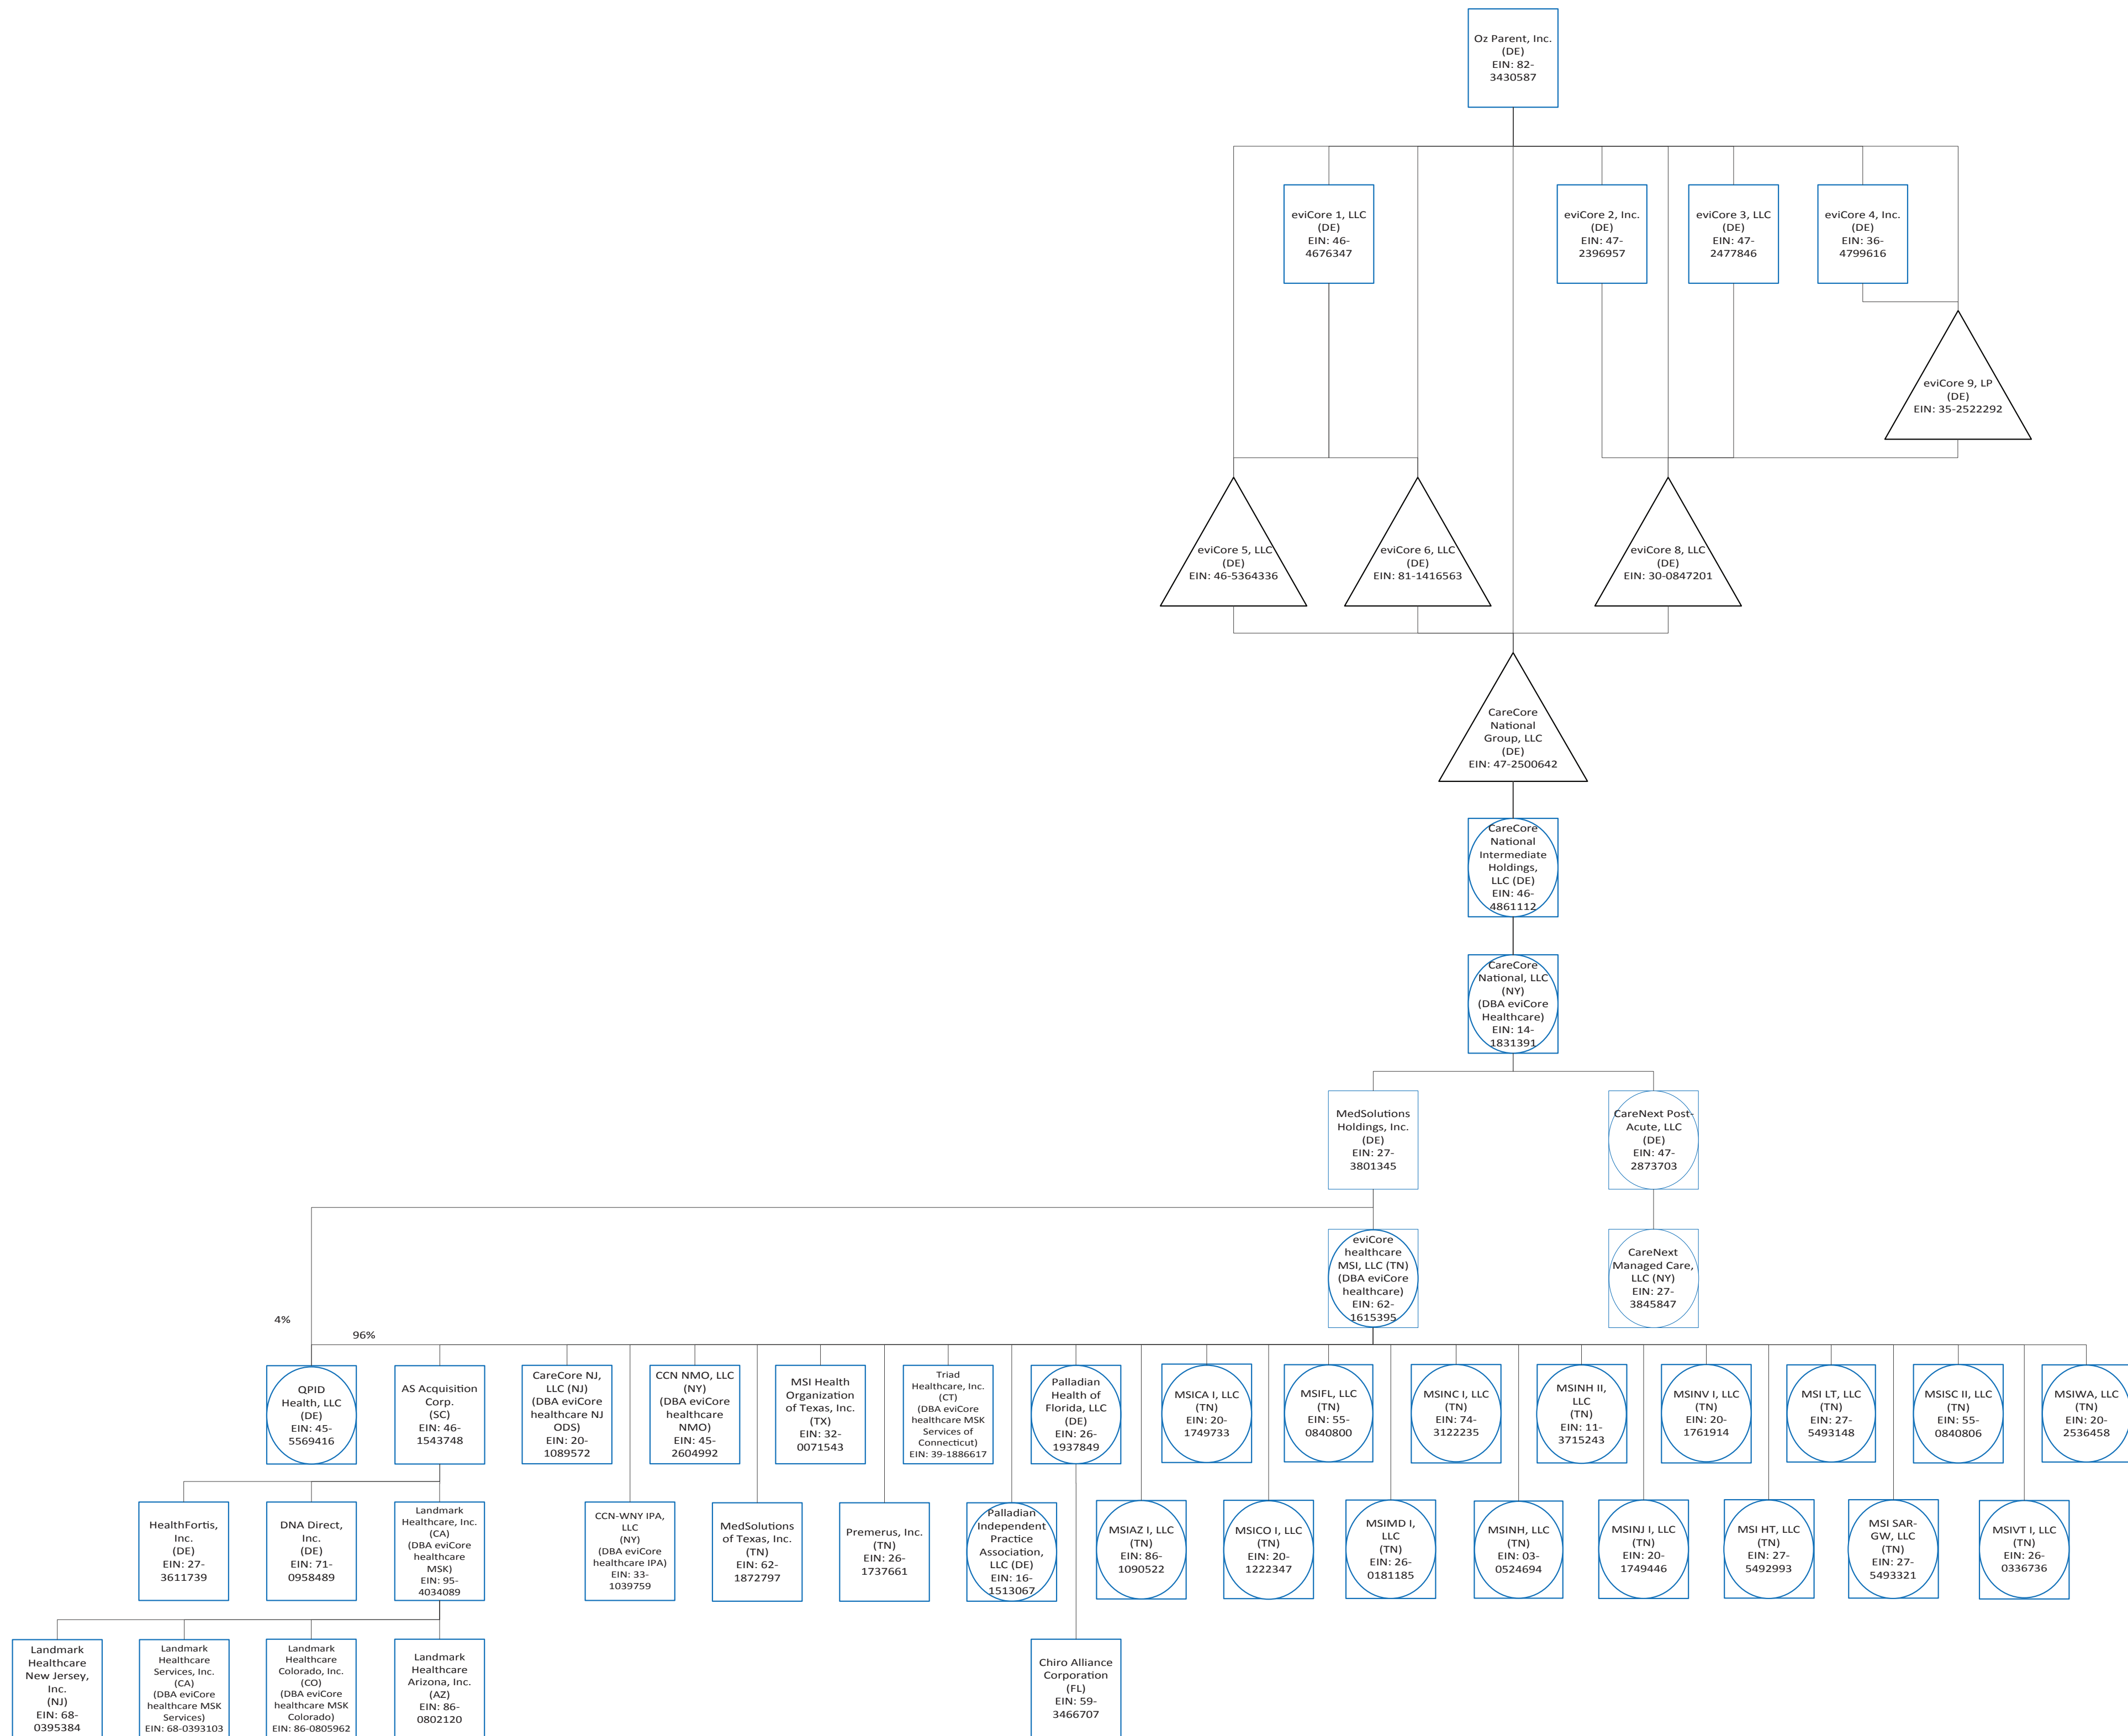 Oz Parent, Inc.
(DE)
EIN: 82-
3430587
eviCore 1, LLC
(DE)
EIN: 46-
4676347
eviCore 2, Inc.
(DE)
EIN: 47-
2396957
eviCore 3, LLC
(DE)
EIN: 47-
2477846
eviCore 4, Inc.
(DE)
EIN: 36-
4799616
eviCore 9, LP
(DE)
EIN: 35-2522292
eviCore 5, LLC
(DE)
EIN: 46-5364336
eviCore 6, LLC
(DE)
EIN: 81-1416563
eviCore 8, LLC
(DE)
EIN: 30-0847201
CareCore
National
Group, LLC
(DE)
EIN: 47-2500642
CareCore
National
Intermediate
Holdings,
LLC (DE)
EIN: 46-
4861112
CareCore
National, LLC
(NY)
(DBA eviCore
Healthcare)
EIN: 14-
1831391
MedSolutions
Holdings, Inc.
(DE)
EIN: 27-
3801345
CareNext Post-
Acute, LLC
(DE)
EIN: 47-
2873703
eviCore
healthcare
MSI, LLC (TN)
(DBA eviCore
healthcare)
EIN: 62-
1615395
CareNext
Managed Care,
LLC (NY)
EIN: 27-
3845847
4%
96%
QPID
Health, LLC
(DE)
EIN: 45-
5569416
AS Acquisition
Corp.
(SC)
EIN: 46-
1543748
CareCore NJ,
LLC (NJ)
(DBA eviCore
healthcare NJ
ODS)
EIN: 20-
1089572
CCN NMO, LLC
(NY)
(DBA eviCore
healthcare
NMO)
EIN: 45-
2604992
MSI Health
Organization
of Texas, Inc.
(TX)
EIN: 32-
0071543
Triad
Healthcare, Inc.
(CT)
(DBA eviCore
healthcare MSK
Services of
Connecticut)
EIN: 39-1886617
Palladian
Health of
Florida, LLC
(DE)
EIN: 26-
1937849
MSICA I, LLC
(TN)
EIN: 20-
1749733
MSIFL, LLC
(TN)
EIN: 55-
0840800
MSINC I, LLC
(TN)
EIN: 74-
3122235
MSINH II,
LLC
(TN)
EIN: 11-
3715243
MSINV I, LLC
(TN)
EIN: 20-
1761914
MSI LT, LLC
(TN)
EIN: 27-
5493148
MSISC II, LLC
(TN)
EIN: 55-
0840806
MSIWA, LLC
(TN)
EIN: 20-
2536458
HealthFortis,
Inc.
(DE)
EIN: 27-
3611739
DNA Direct,
Inc.
(DE)
EIN: 71-
0958489
Landmark
Healthcare, Inc.
(CA)
(DBA eviCore
healthcare
MSK)
EIN: 95-
4034089
CCN-WNY IPA,
LLC
(NY)
(DBA eviCore
healthcare IPA)
EIN: 33-
1039759
MedSolutions
of Texas, Inc.
(TN)
EIN: 62-
1872797
Premerus, Inc.
(TN)
EIN: 26-
1737661
Palladian
Independent
Practice
Association,
LLC (DE)
EIN: 16-
1513067
MSIAZ I, LLC
(TN)
EIN: 86-
1090522
MSICO I, LLC
(TN)
EIN: 20-
1222347
MSIMD I,
LLC
(TN)
EIN: 26-
0181185
MSINH, LLC
(TN)
EIN: 03-
0524694
MSINJ I, LLC
(TN)
EIN: 20-
1749446
MSI HT, LLC
(TN)
EIN: 27-
5492993
MSI SAR-
GW, LLC
(TN)
EIN: 27-
5493321
MSIVT I, LLC
(TN)
EIN: 26-
0336736
Landmark
Healthcare
New Jersey,
Inc.
(NJ)
EIN: 68-
0395384
Landmark
Healthcare
Services, Inc.
(CA)
(DBA eviCore
healthcare MSK
Services)
EIN: 68-0393103
Landmark
Healthcare
Colorado, Inc.
(CO)
(DBA eviCore
healthcare MSK
Colorado)
EIN: 86-0805962
Landmark
Healthcare
Arizona, Inc.
(AZ)
EIN: 86-
0802120
Chiro Alliance
Corporation
(FL)
EIN: 59-
3466707